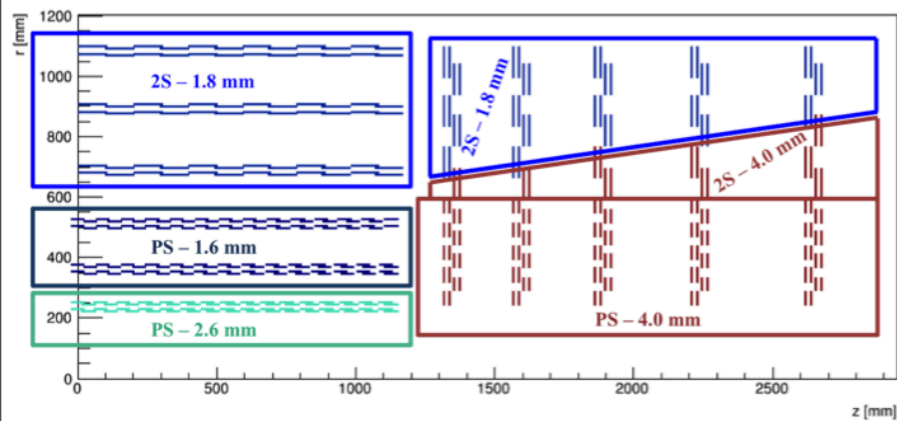 r [mm]
1200
1000
800
600
400
200
0
2S – 1.8 mm
PS – 1.6 mm
PS – 2.6 mm
2S – 1.8 mm
2S – 4.0 mm
PS – 4.0 mm
0
500
1000
1500
2000
2500
z [mm]